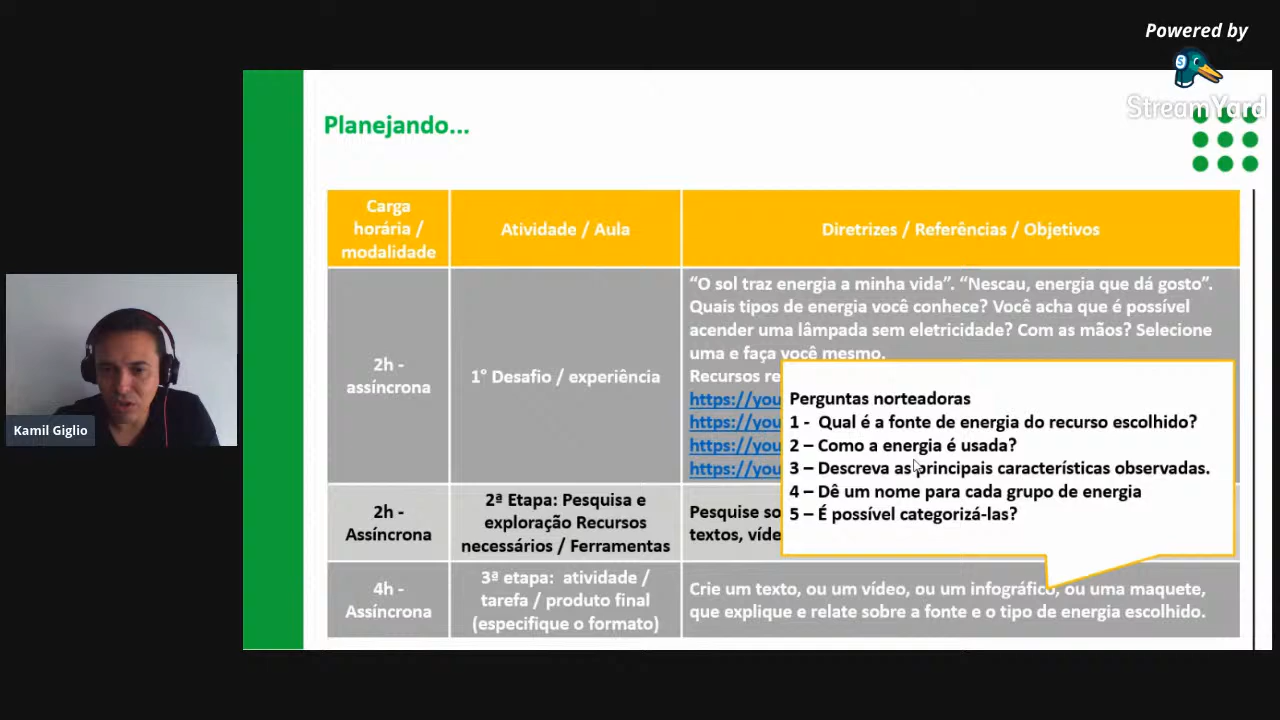 Powered by
StreamYard
Planejando...
Carga
horária /
modalidade
Atividade / Aula
Diretrizes / Referências / Objetivos
2h -
assíncrona
1° Desafio / experiência
“O sol traz energia a minha vida”. “Nescau, energia que dá gosto”.
Quais tipos de energia você conhece? Você acha que é possível
acender uma lâmpada sem eletricidade? Com as mãos? Selecione
uma e faça você mesmo.
Recursos re
https://you
https://you
https://you
https://you
Perguntas norteadoras
1 - Qual é a fonte de energia do recurso escolhido?
2 – Como a energia é usada?
3 – Descreva as principais características observadas.
4 – Dê um nome para cada grupo de energia
5 – É possível categorizá-las?
2h -
Assíncrona
2ª Etapa: Pesquisa e
exploração Recursos
necessários / Ferramentas
Pesquise so
textos, víde
4h -
Assíncrona
3ª etapa: atividade /
tarefa / produto final
(especifique o formato)
Crie um texto, ou um vídeo, ou um infográfico, ou uma maquete,
que explique e relate sobre a fonte e o tipo de energia escolhido.
Kamil Giglio